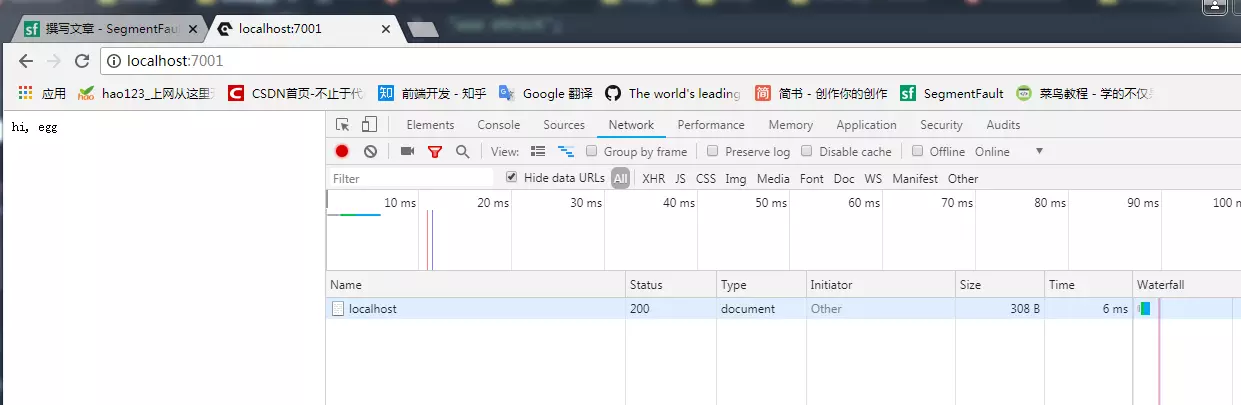 "use strict";
撰写文章 - SegmentFault
localhost:7001
localhost:7001
应用 hao123_上网从这里 CSDN首页-不止于代 前端开发 - 知乎 Google 翻译 The world's leading 简书 - 创作你的创作 SegmentFault 菜鸟教程 - 学的不仅
hi, egg
Elements Console Sources Network Performance Memory Application Security Audits
View: Group by frame Preserve log Disable cache Offline Online
Filter Hide data URLs All XHR JS CSS Img Media Font Doc WS Manifest Other
10 ms 20 ms 30 ms 40 ms 50 ms 60 ms 70 ms 80 ms 90 ms 100 m
Name Status Type Initiator Size Time Waterfall
localhost 200 document Other 308 B 6 ms